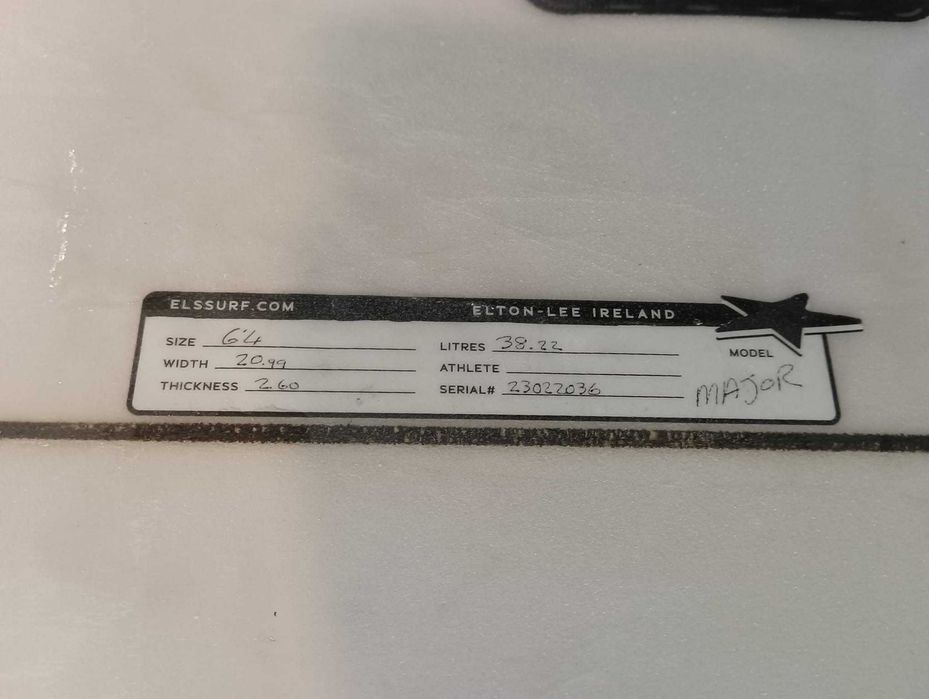 ELSSURF.COM ELTON-LEE IRELAND
SIZE 6'4 LITRES 38.22
WIDTH 20.99 ATHLETE MODEL
THICKNESS 2.60 SERIAL# 23022036 MAJOR